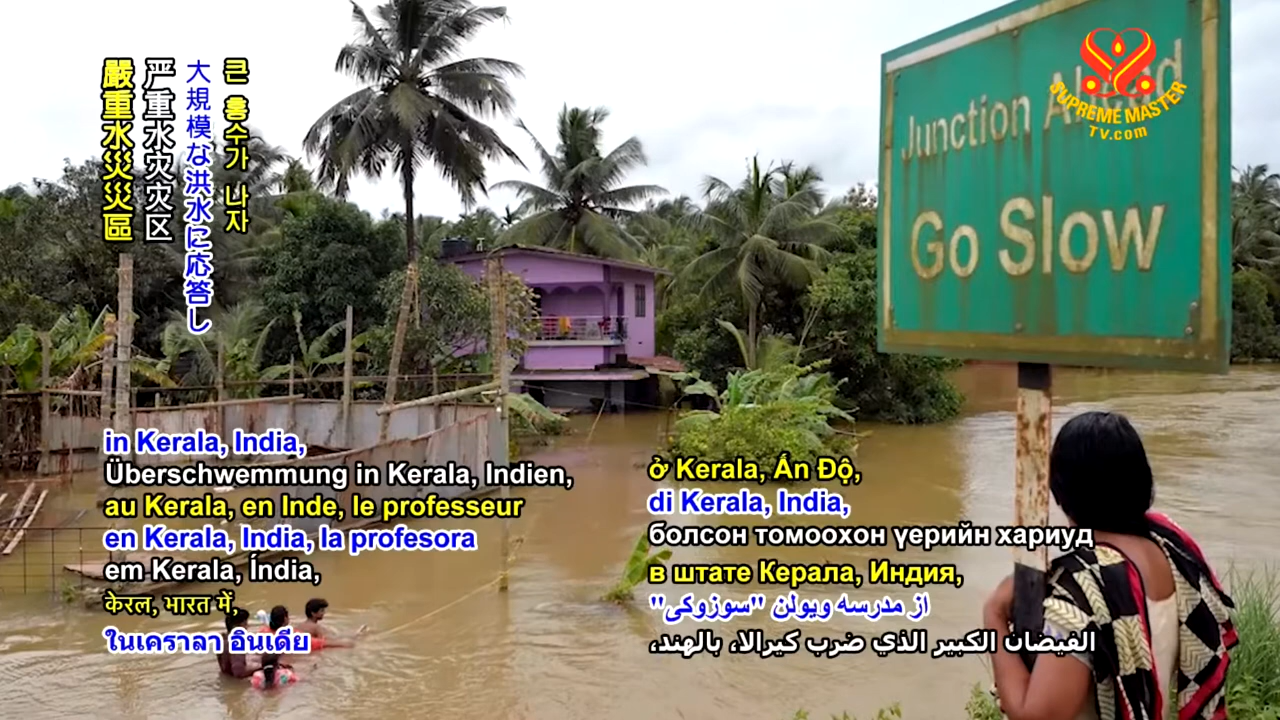 嚴重水災災區
严重水灾灾区
大規模な洪水に応答し
큰 홍수가 나자
Junction Ahead
Go Slow
SUPREME MASTER
TV.com
in Kerala, India,
Überschwemmung in Kerala, Indien,
au Kerala, en Inde, le professeur
en Kerala, India, la profesora
em Kerala, Índia,
केरल, भारत में,
ในเคราลา อินเดีย
ở Kerala, Ấn Độ,
di Kerala, India,
болсон томоохон үерийн хариуд
в штате Керала, Индия,
از مدرسه ویولن "سوزوکی"
الفيضان الكبير الذي ضرب كيرالا، بالهند،